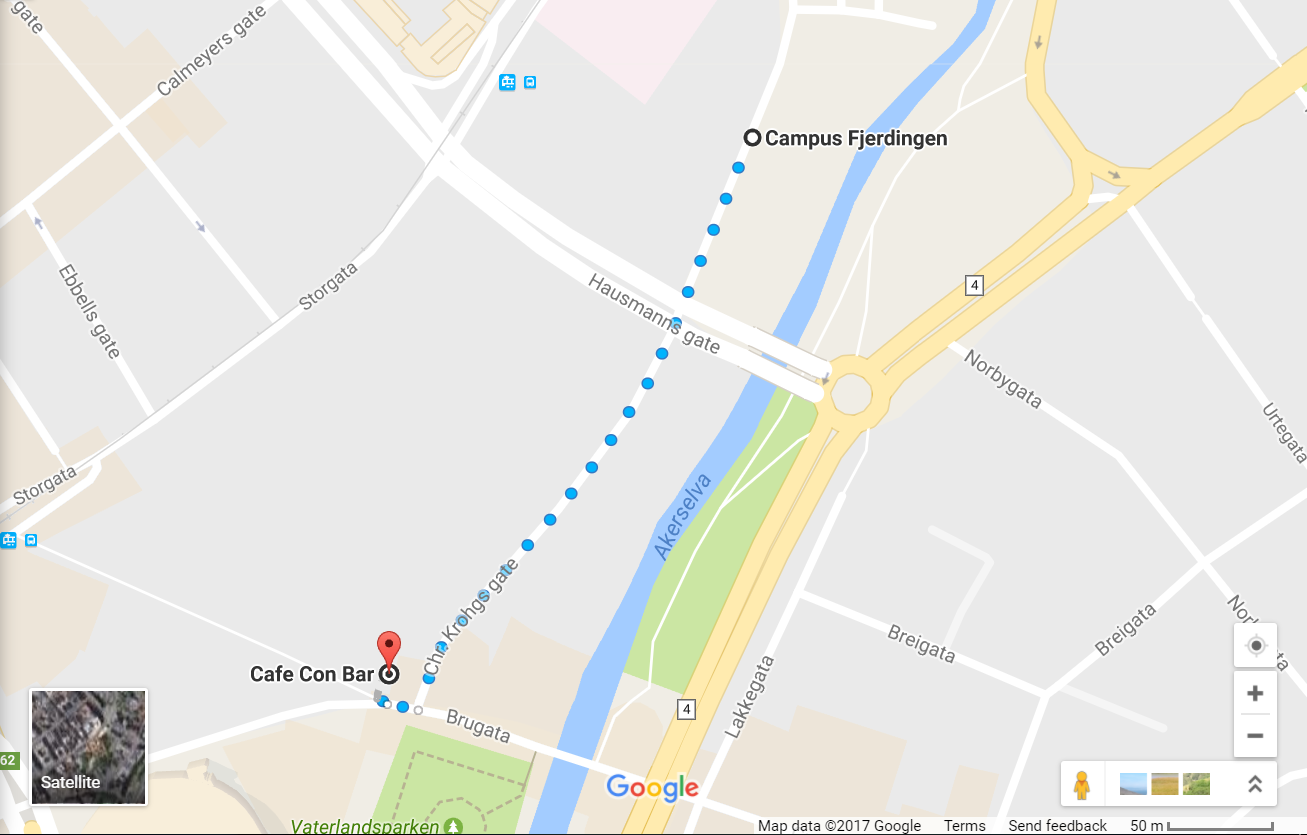 gate
Calmeyers gate
Campus Fjerdingen
Ebbells gate
Storgata
Hausmanns gate
4
Norbygata
Urtegata
Storgata
Akerselva
Chr. Krohgs gate
Breigata
Breigata
Cafe Con Bar
Lakkegata
4
Brugata
62
Satellite
Google
Vaterlandsparken
Map data ©2017 Google Terms Send feedback 50 m